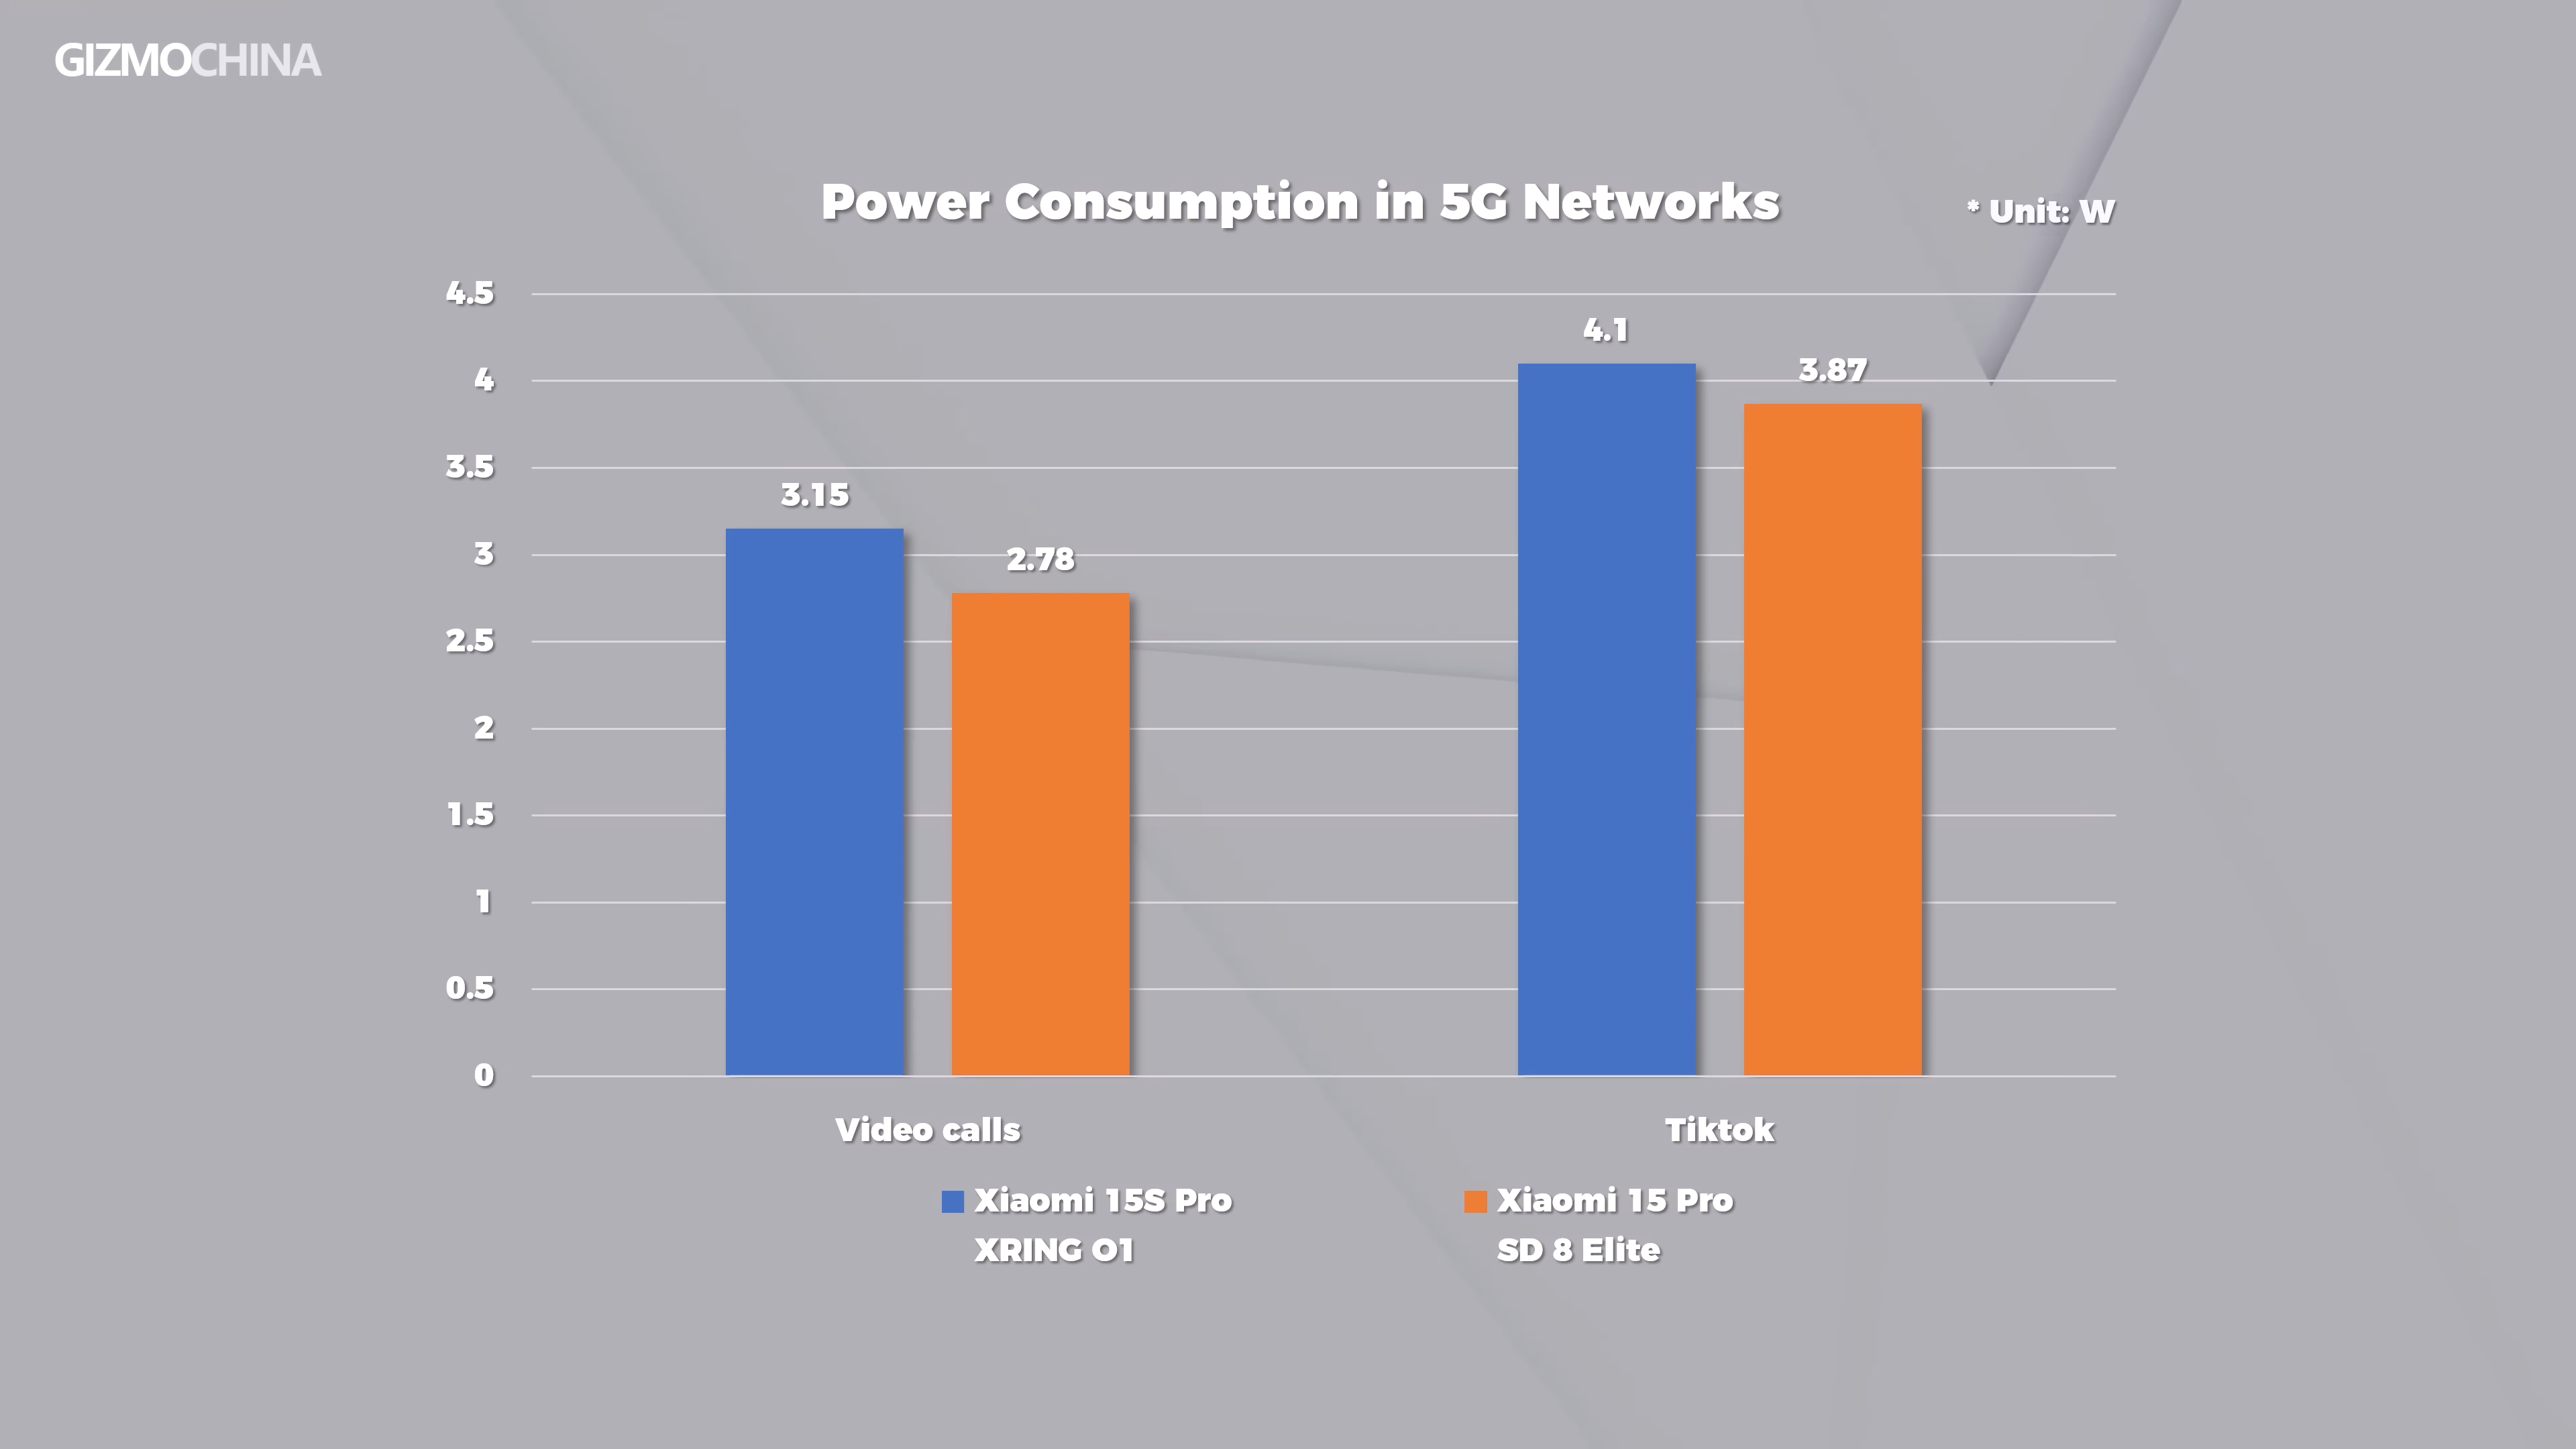 GIZMOCHINA
Power Consumption in 5G Networks
* Unit: W
4.5
4
3.5
3
2.5
2
1.5
1
0.5
0
3.15
2.78
4.1
3.87
Video calls
Tiktok
Xiaomi 15S Pro
XRING O1
Xiaomi 15 Pro
SD 8 Elite